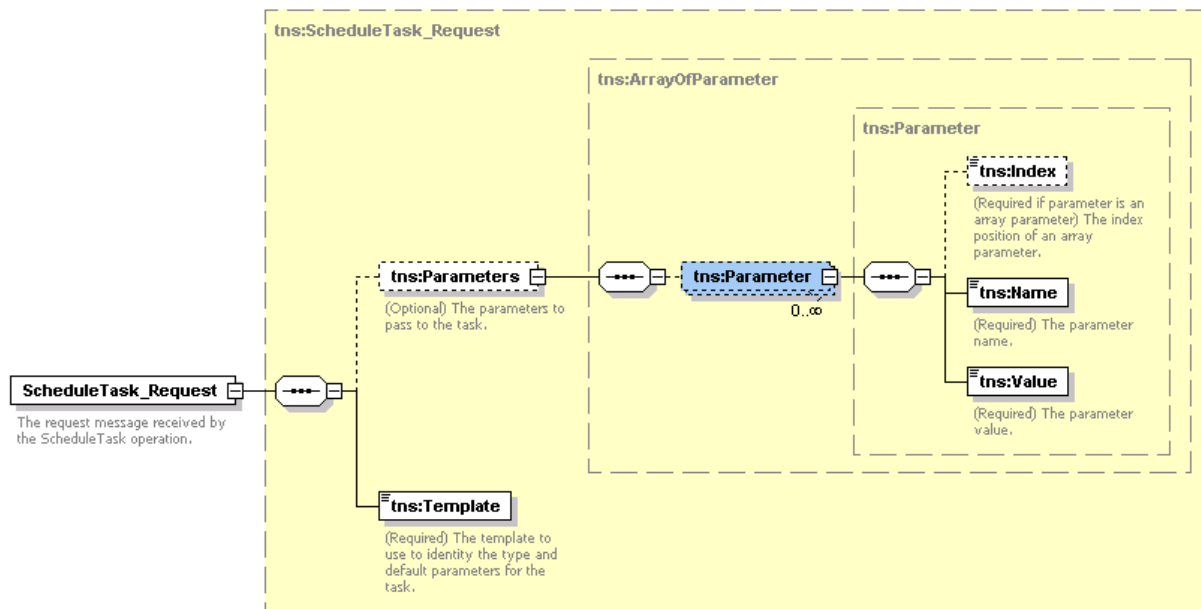 tns:ScheduleTask_Request
tns:ArrayOfParameter
tns:Parameter
tns:Index
(Required if parameter is an
array parameter) The index
position of an array
parameter.
tns:Parameters
(Optional) The parameters to
pass to the task.
tns:Parameter
0..∞
tns:Name
(Required) The parameter
name.
tns:Value
(Required) The parameter
value.
ScheduleTask_Request
The request message received by
the ScheduleTask operation.
tns:Template
(Required) The template to
use to identity the type and
default parameters for the
task.